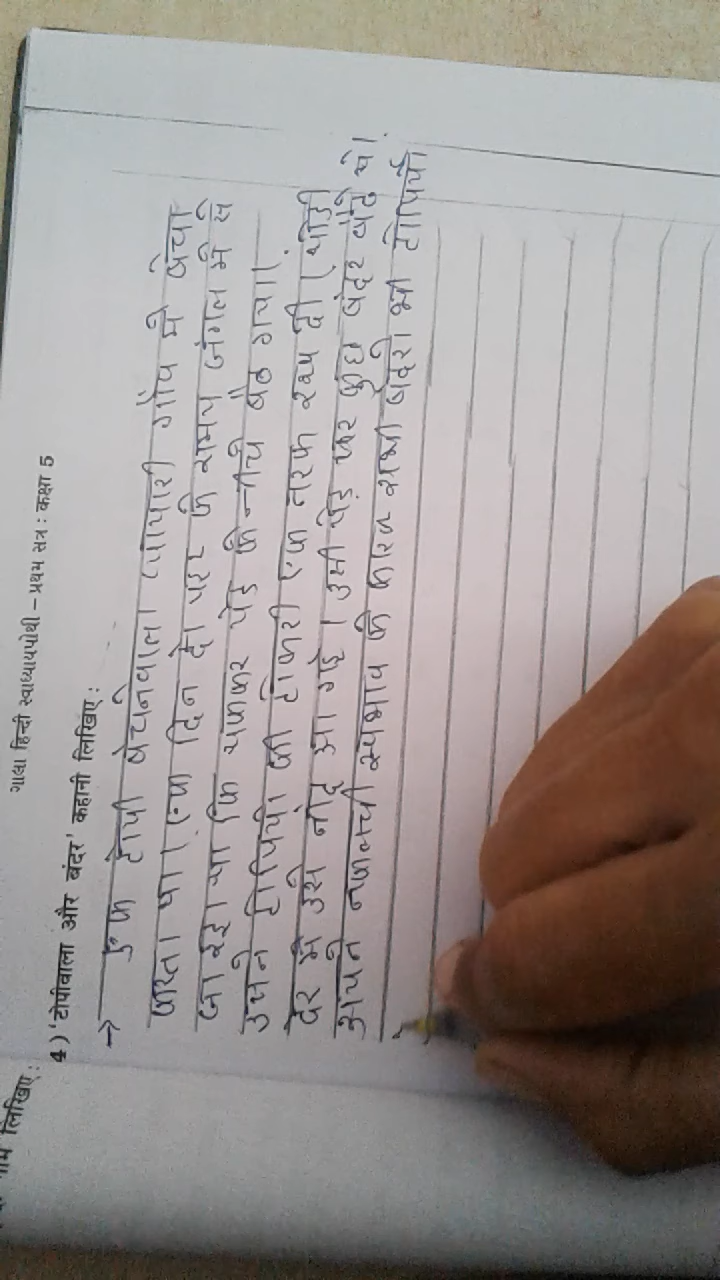 गाला हिन्दी स्वाध्यायपोथी – प्रथम सत्र : कक्षा 5
लिखिए :
4) 'टोपीवाला और बंदर' कहानी लिखिए :
→ एक टोपी बेचनेवाला व्यापारी गाँव में बेचा
करता था। एक दिन दोपहर के समय जंगल में से
जा रहा था कि थककर पेड़ के नीचे बैठ गया।
उसने टोपियों की टोकरी एक तरफ रख दी। थोड़ी
देर में उसे नींद आ गई। उसी पेड़ पर कुछ बंदर बैठे थे।
अपने नकलची स्वभाव के कारण सभी बंदरों भी टोपियों